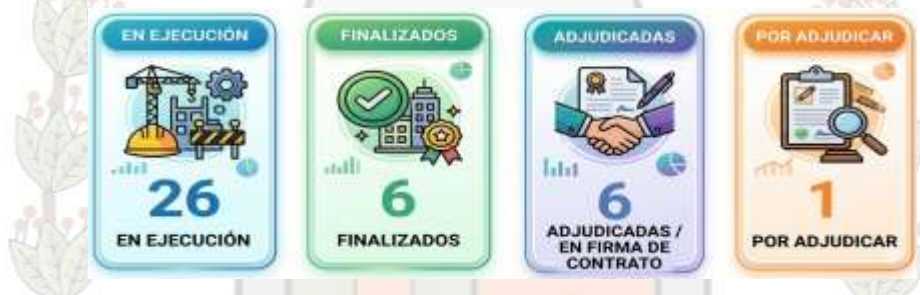 EN EJECUCIÓN
26
EN EJECUCIÓN
FINALIZADOS
6
FINALIZADOS
ADJUDICADAS
6
ADJUDICADAS /
EN FIRMA DE
CONTRATO
POR ADJUDICAR
1
POR ADJUDICAR